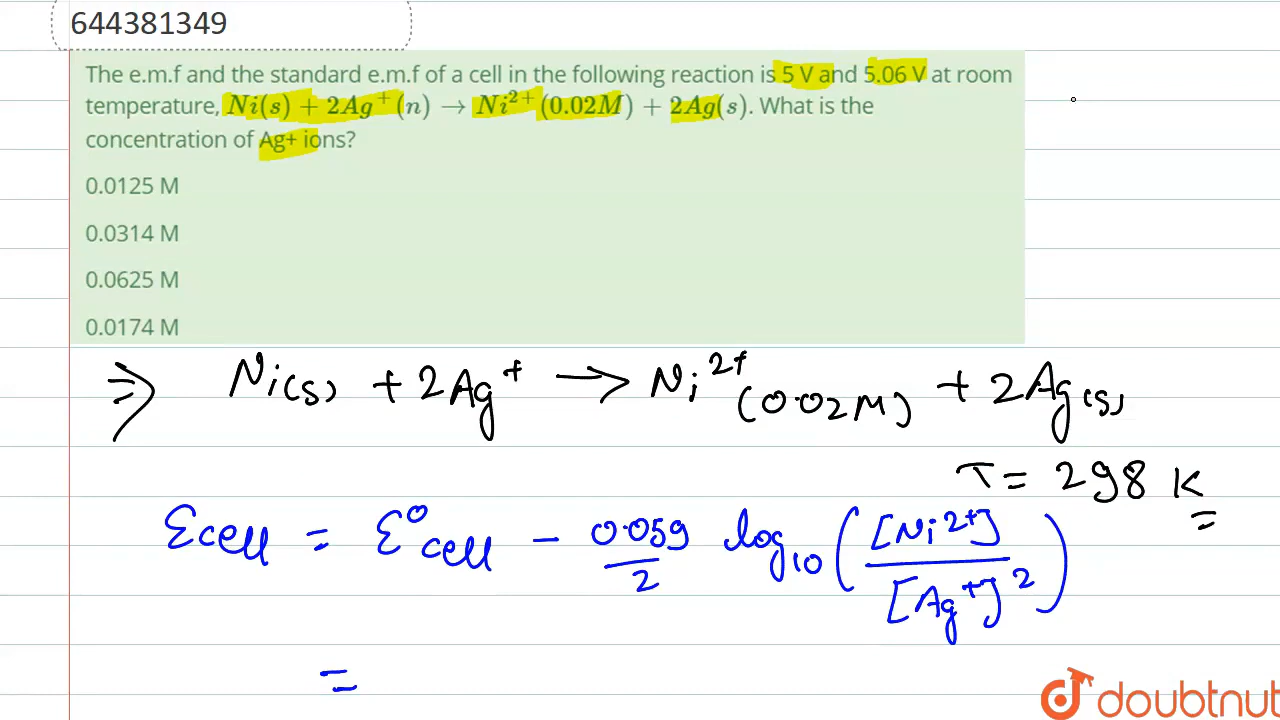 644381349
The e.m.f and the standard e.m.f of a cell in the following reaction is 5 V and 5.06 V at room
temperature, Ni(s) + 2Ag⁺(n) → Ni²⁺(0.02M) + 2Ag(s). What is the
concentration of Ag+ ions?
0.0125 M
0.0314 M
0.0625 M
0.0174 M
⇒ Ni(s) + 2Ag⁺ → Ni²⁺(0.02M) + 2Ag(s)
T = 298 K
Ecell = E⁰cell - 0.059/2 log₁₀([Ni²⁺]/[Ag⁺]²)
=
doubtnut